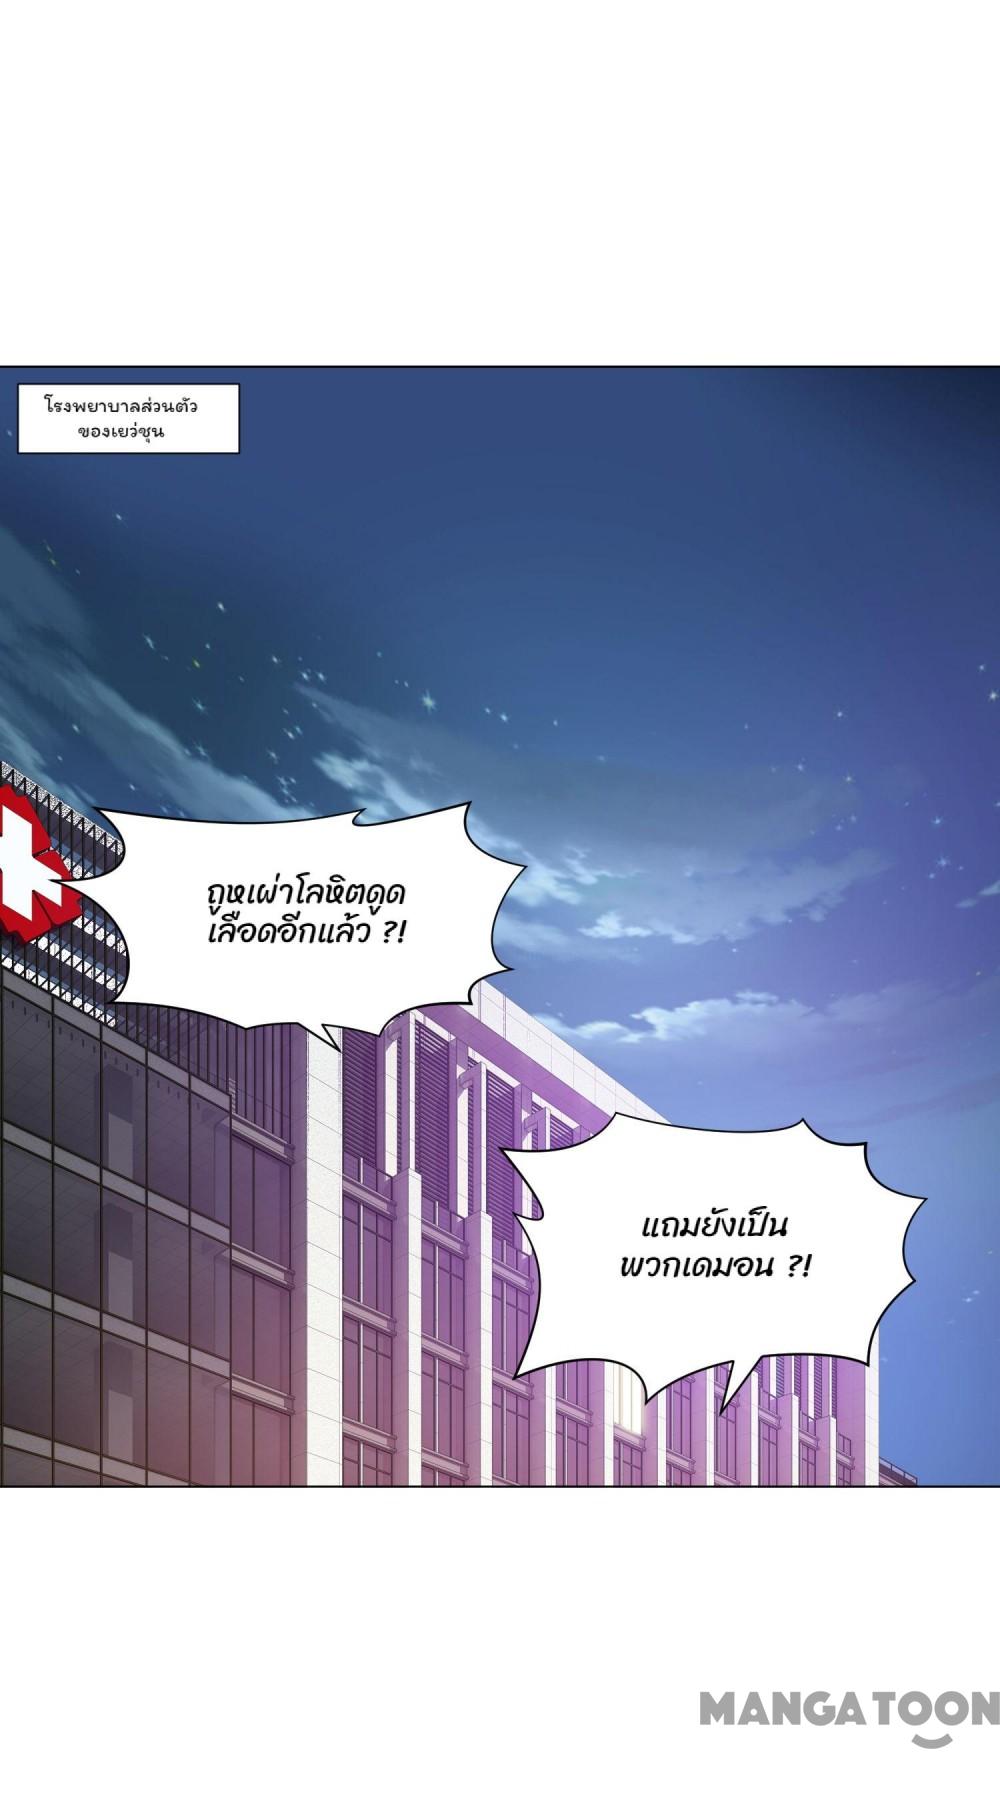 โรงพยาบาลส่วนตัว
ของเยว่ชุน
ถูหเผ่าโลหิตดูด
เลือดอีกแล้ว ?!
แถมยังเป็น
พวกเดมอน ?!
MANGATOON